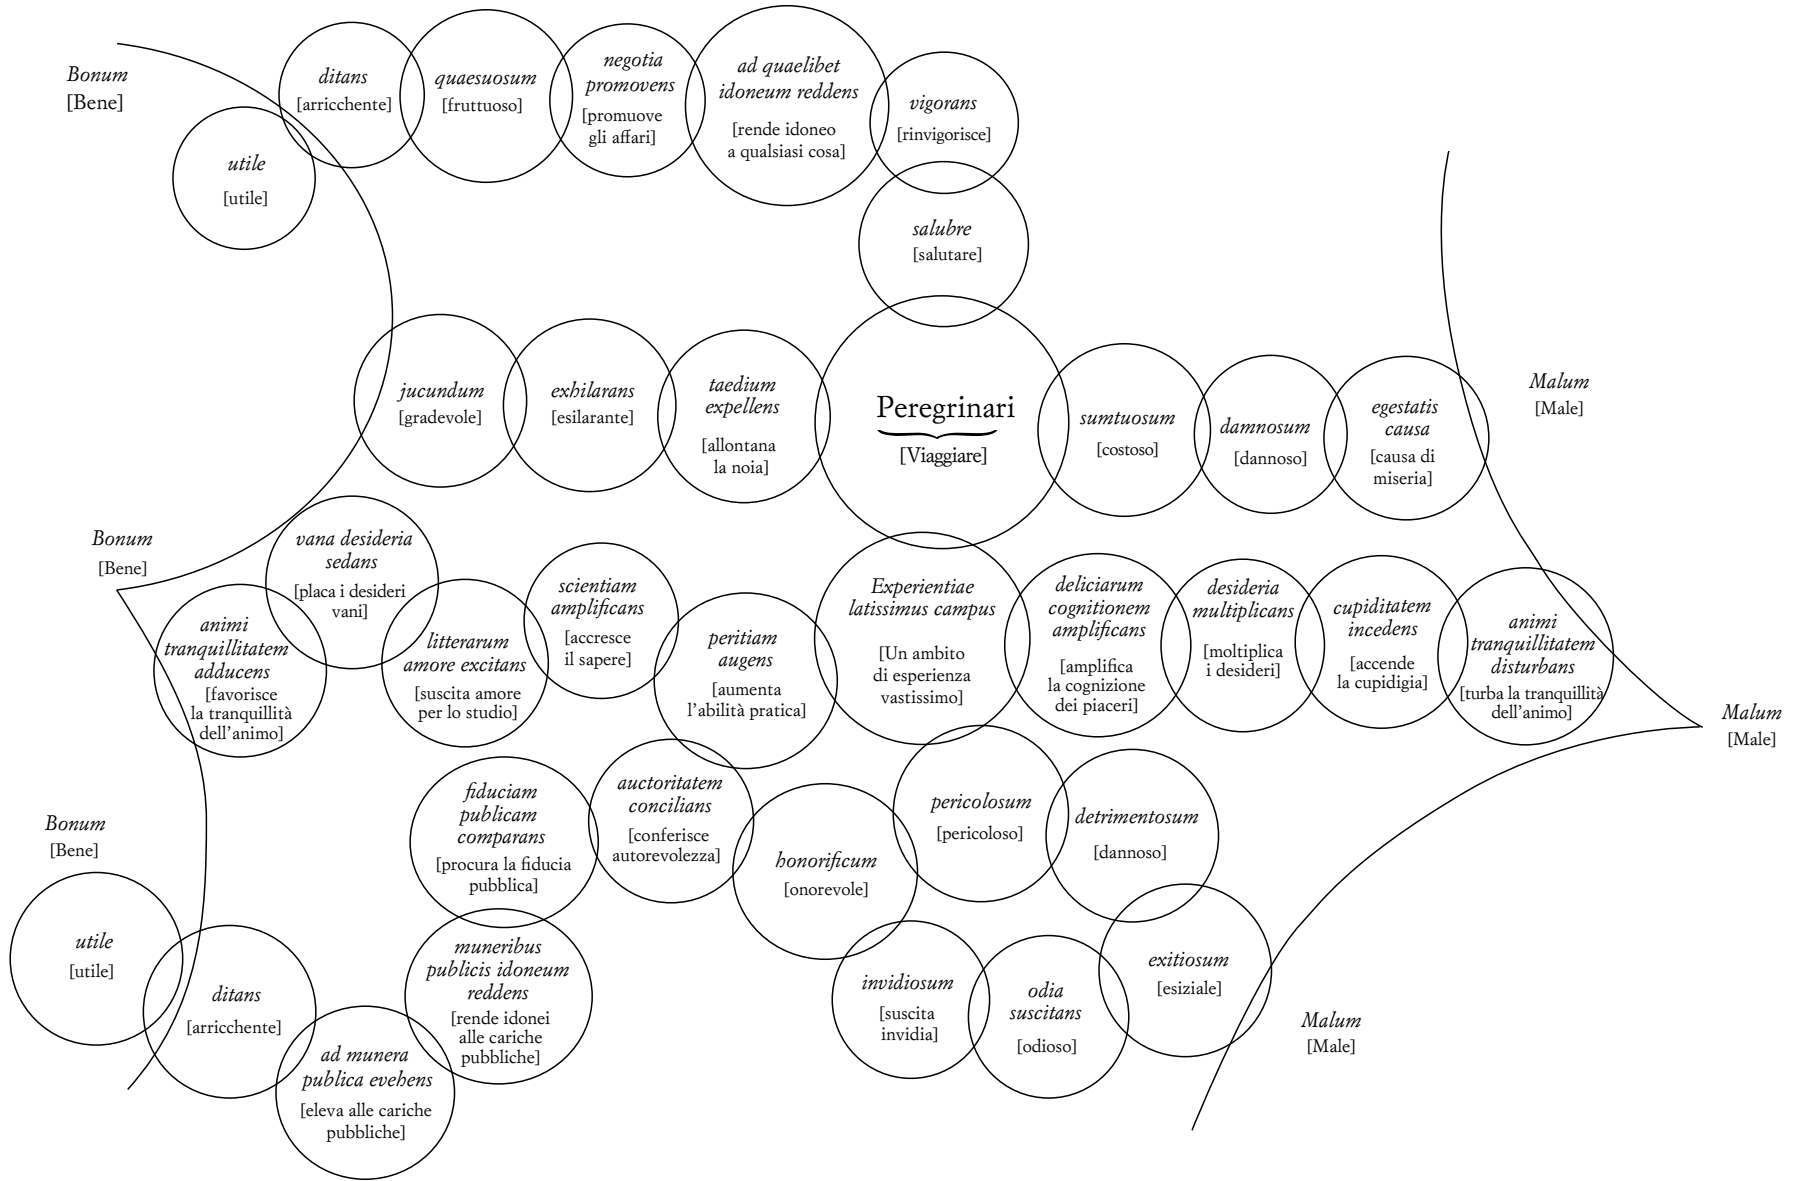 Bonum
[Bene]
ditans
[arricchente]
quaesuosum
[fruttuoso]
negotia
promovens
[promuove
gli affari]
ad quaelibet
idoneum reddens
[rende idoneo
a qualsiasi cosa]
vigorans
[rinvigorisce]
utile
[utile]
salubre
[salutare]
jucundum
[gradevole]
exhilarans
[esilarante]
taedium
expellens
[allontana
la noia]
Peregrinari
[Viaggiare]
sumtuosum
[costoso]
damnosum
[dannoso]
egestatis
causa
[causa di
miseria]
Malum
[Male]
Bonum
[Bene]
vana desideria
sedans
[placa i desideri
vani]
animi
tranquillitatem
adducens
[favorisce
la tranquillità
dell’animo]
litterarum
amore excitans
[suscita amore
per lo studio]
scientiam
amplificans
[accresce
il sapere]
peritiam
augens
[aumenta
l’abilità pratica]
Experientiae
latissimus campus
[Un ambito
di esperienza
vastissimo]
deliciarum
cognitionem
amplificans
[amplifica
la cognizione
dei piaceri]
desideria
multiplicans
[moltiplica
i desideri]
cupiditatem
incedens
[accende
la cupidigia]
animi
tranquillitatem
disturbans
[turba la tranquillità
dell’animo]
Malum
[Male]
fiduciam
publicam
comparans
[procura la fiducia
pubblica]
auctoritatem
concilians
[conferisce
autorevolezza]
honorificum
[onorevole]
pericolosum
[pericoloso]
detrimentosum
[dannoso]
Bonum
[Bene]
utile
[utile]
ditans
[arricchente]
ad munera
publica evehens
[eleva alle cariche
pubbliche]
muneribus
publicis idoneum
reddens
[rende idonei
alle cariche
pubbliche]
invidiosum
[suscita
invidia]
odia
suscitans
[odioso]
exitiosum
[esiziale]
Malum
[Male]